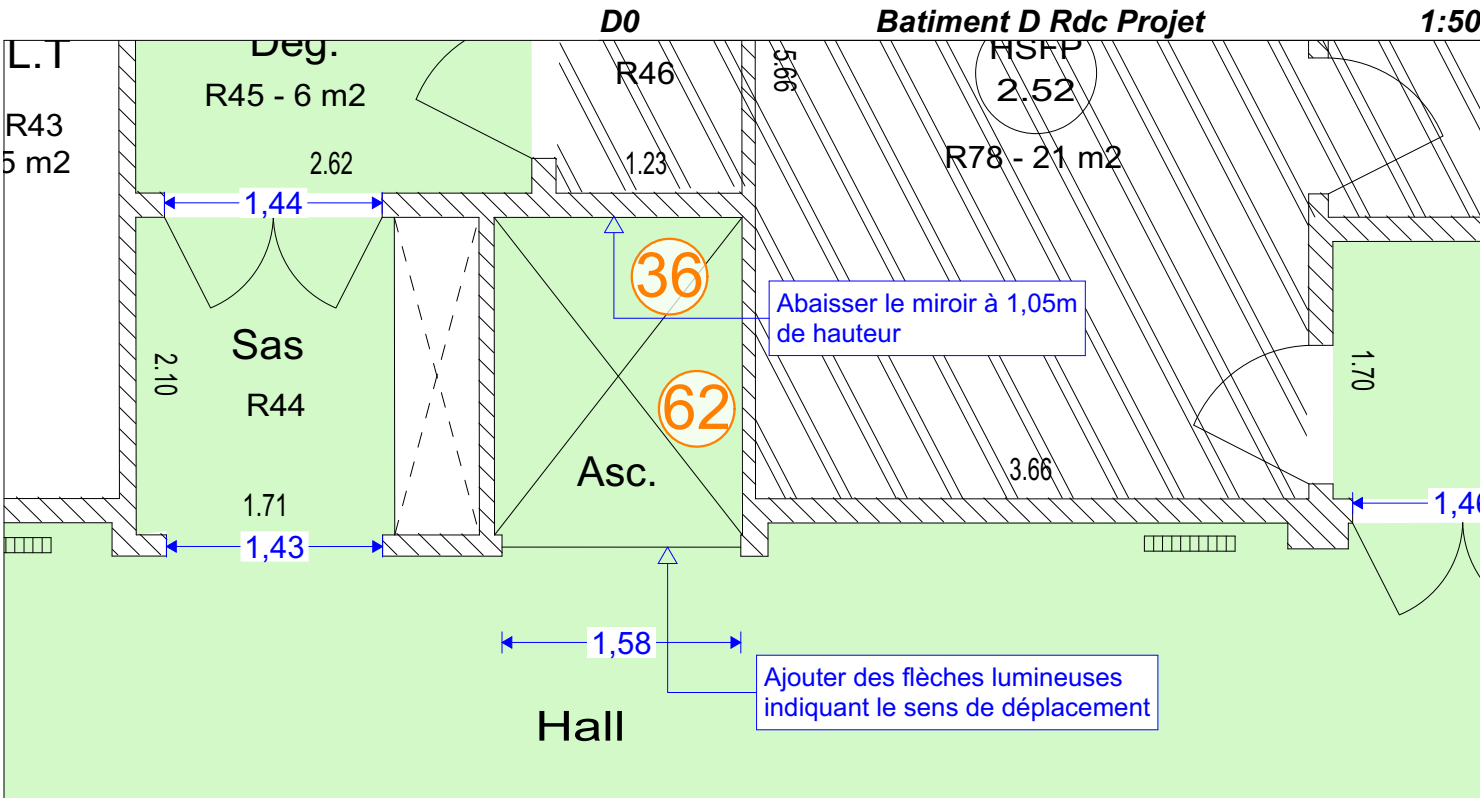 D0 Batiment D Rdc Projet 1:50
L.T
Deg.
R46
5.66
HSFP
2.52
R45 - 6 m2
R43
5 m2
2.62
1.23
R78 - 21 m2
1,44
36
Abaisser le miroir à 1,05m
de hauteur
Sas
2.10
R44
62
1.70
Asc.
3.66
1.71
1,46
1,43
1,58
Ajouter des flèches lumineuses
indiquant le sens de déplacement
Hall